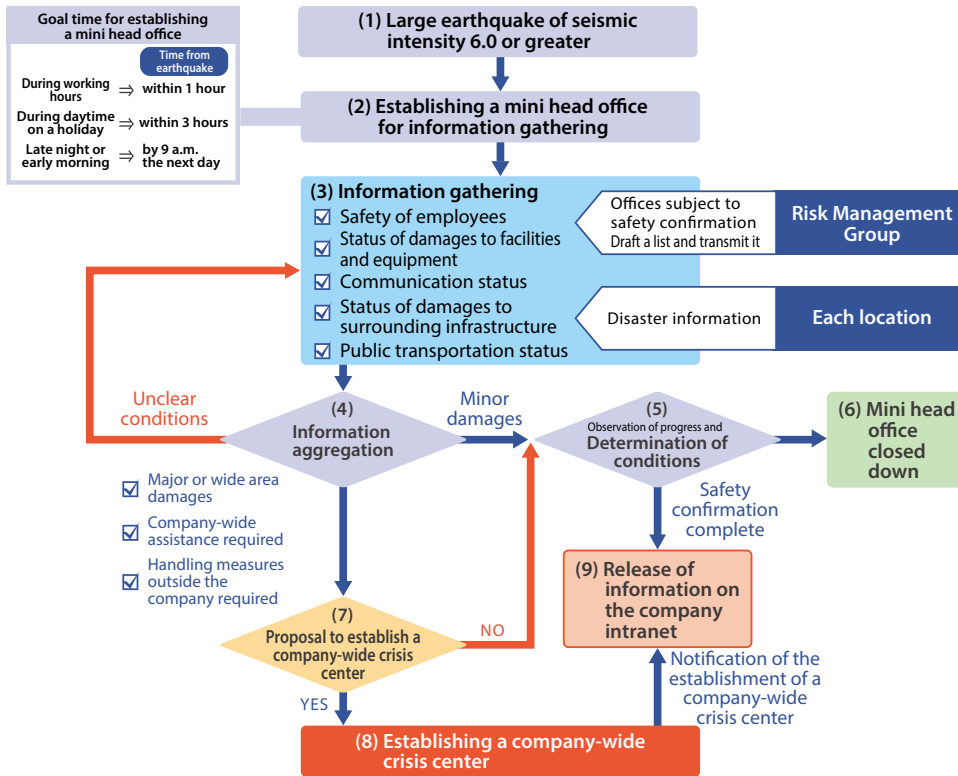 Goal time for establishing
a mini head office
Time from
earthquake
During working
hours
⇒ within 1 hour
During daytime
on a holiday
⇒ within 3 hours
Late night or
early morning
⇒ by 9 a.m.
the next day
(1) Large earthquake of seismic
intensity 6.0 or greater
(2) Establishing a mini head office
for information gathering
(3) Information gathering
Safety of employees
Status of damages to facilities
and equipment
Communication status
Status of damages to
surrounding infrastructure
Public transportation status
Offices subject to
safety confirmation
Draft a list and transmit it
Risk Management
Group
Disaster information
Each location
Unclear
conditions
(4)
Information
aggregation
Minor
damages
(5)
Observation of progress and
Determination of
conditions
(6) Mini head
office
closed
down
Major or wide area
damages
Company-wide
assistance required
Handling measures
outside the
company required
Safety
confirmation
complete
(9) Release of
information on
the company
intranet
(7)
Proposal to establish a
company-wide crisis
center
NO
YES
Notification of the
establishment of a
company-wide
crisis center
(8) Establishing a company-wide
crisis center